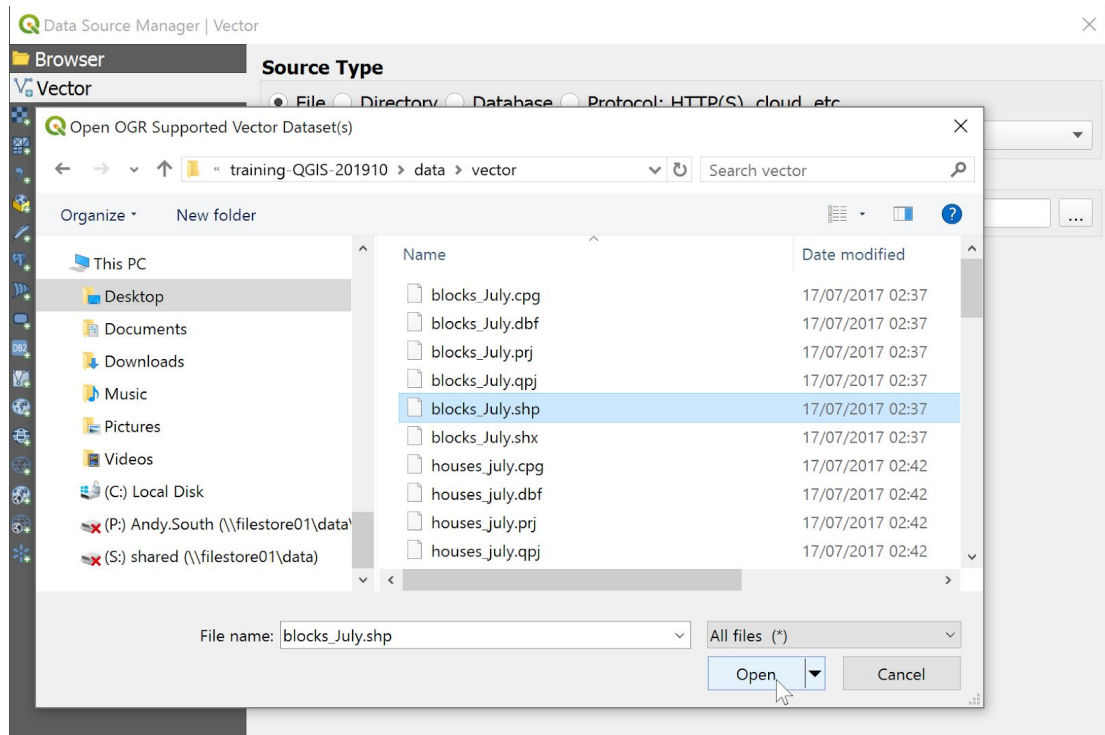 Data Source Manager | Vector
Browser
Source Type
Vector
File Directory Database Protocol: HTTP(S), cloud, etc.
Open OGR Supported Vector Dataset(s)
« training-QGIS-201910 > data > vector
Search vector
Organize
New folder
Name
Date modified
This PC
Desktop
Documents
Downloads
Music
Pictures
Videos
(C:) Local Disk
(P:) Andy.South (\\filestore01\data\
(S:) shared (\\filestore01\data)
blocks_July.cpg 17/07/2017 02:37
blocks_July.dbf 17/07/2017 02:37
blocks_July.prj 17/07/2017 02:37
blocks_July.qpj 17/07/2017 02:37
blocks_July.shp 17/07/2017 02:37
blocks_July.shx 17/07/2017 02:37
houses_july.cpg 17/07/2017 02:42
houses_july.dbf 17/07/2017 02:42
houses_july.prj 17/07/2017 02:42
houses_july.qpj 17/07/2017 02:42
File name: blocks_July.shp
All files (*)
Open
Cancel
...
DB2